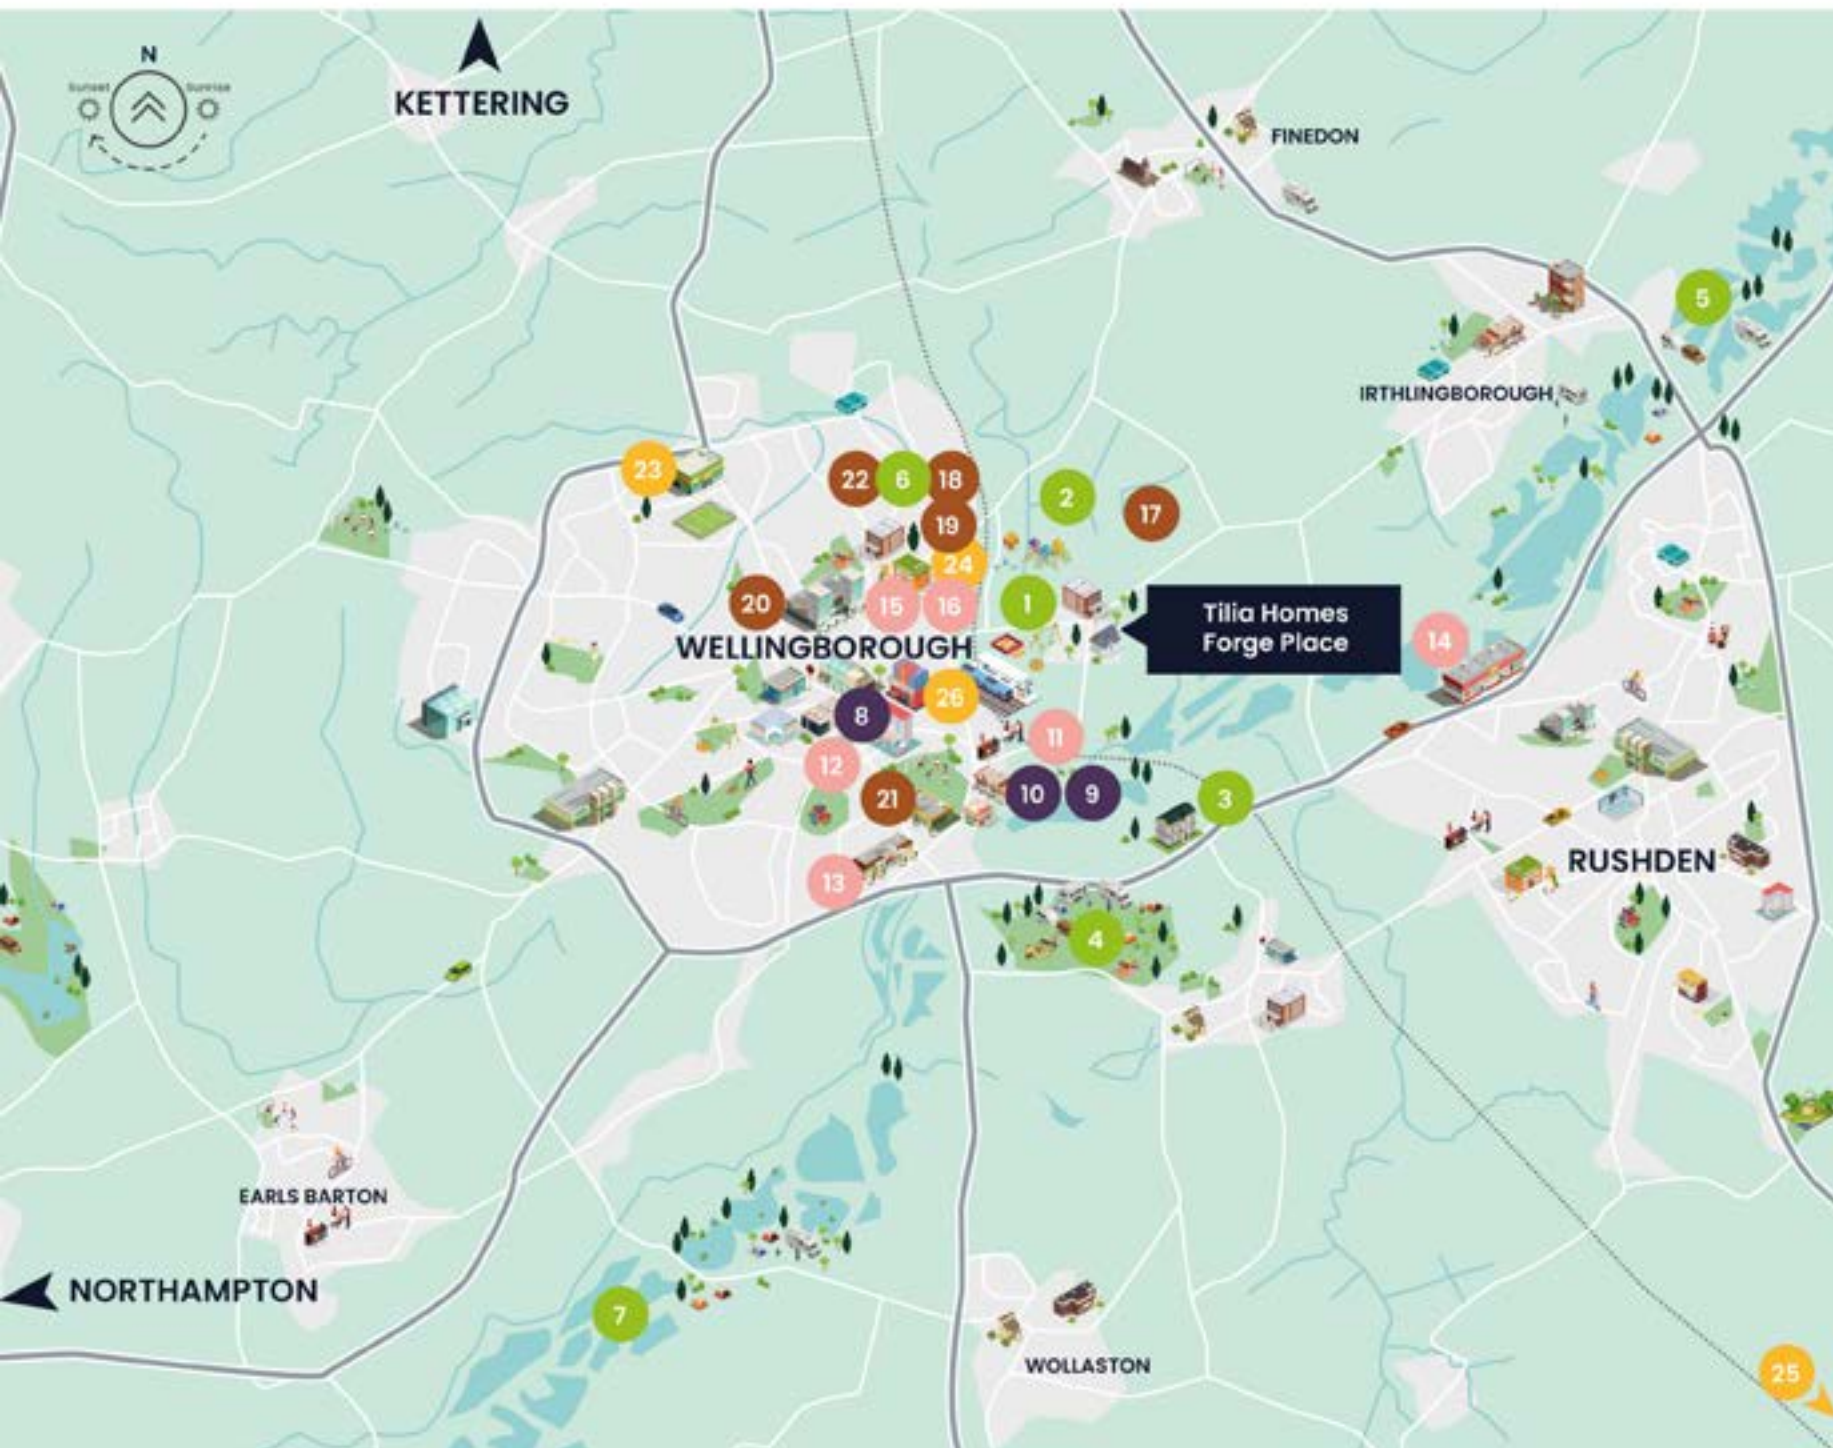 N
Sunset
Sunrise
KETTERING
FINEDON
5
IRTHLINGBOROUGH
23
22
6
18
2
17
19
24
20
15
16
1
Tilia Homes
Forge Place
14
WELLINGBOROUGH
26
8
11
12
21
10
9
3
RUSHDEN
13
4
EARLS BARTON
NORTHAMPTON
7
WOLLASTON
25